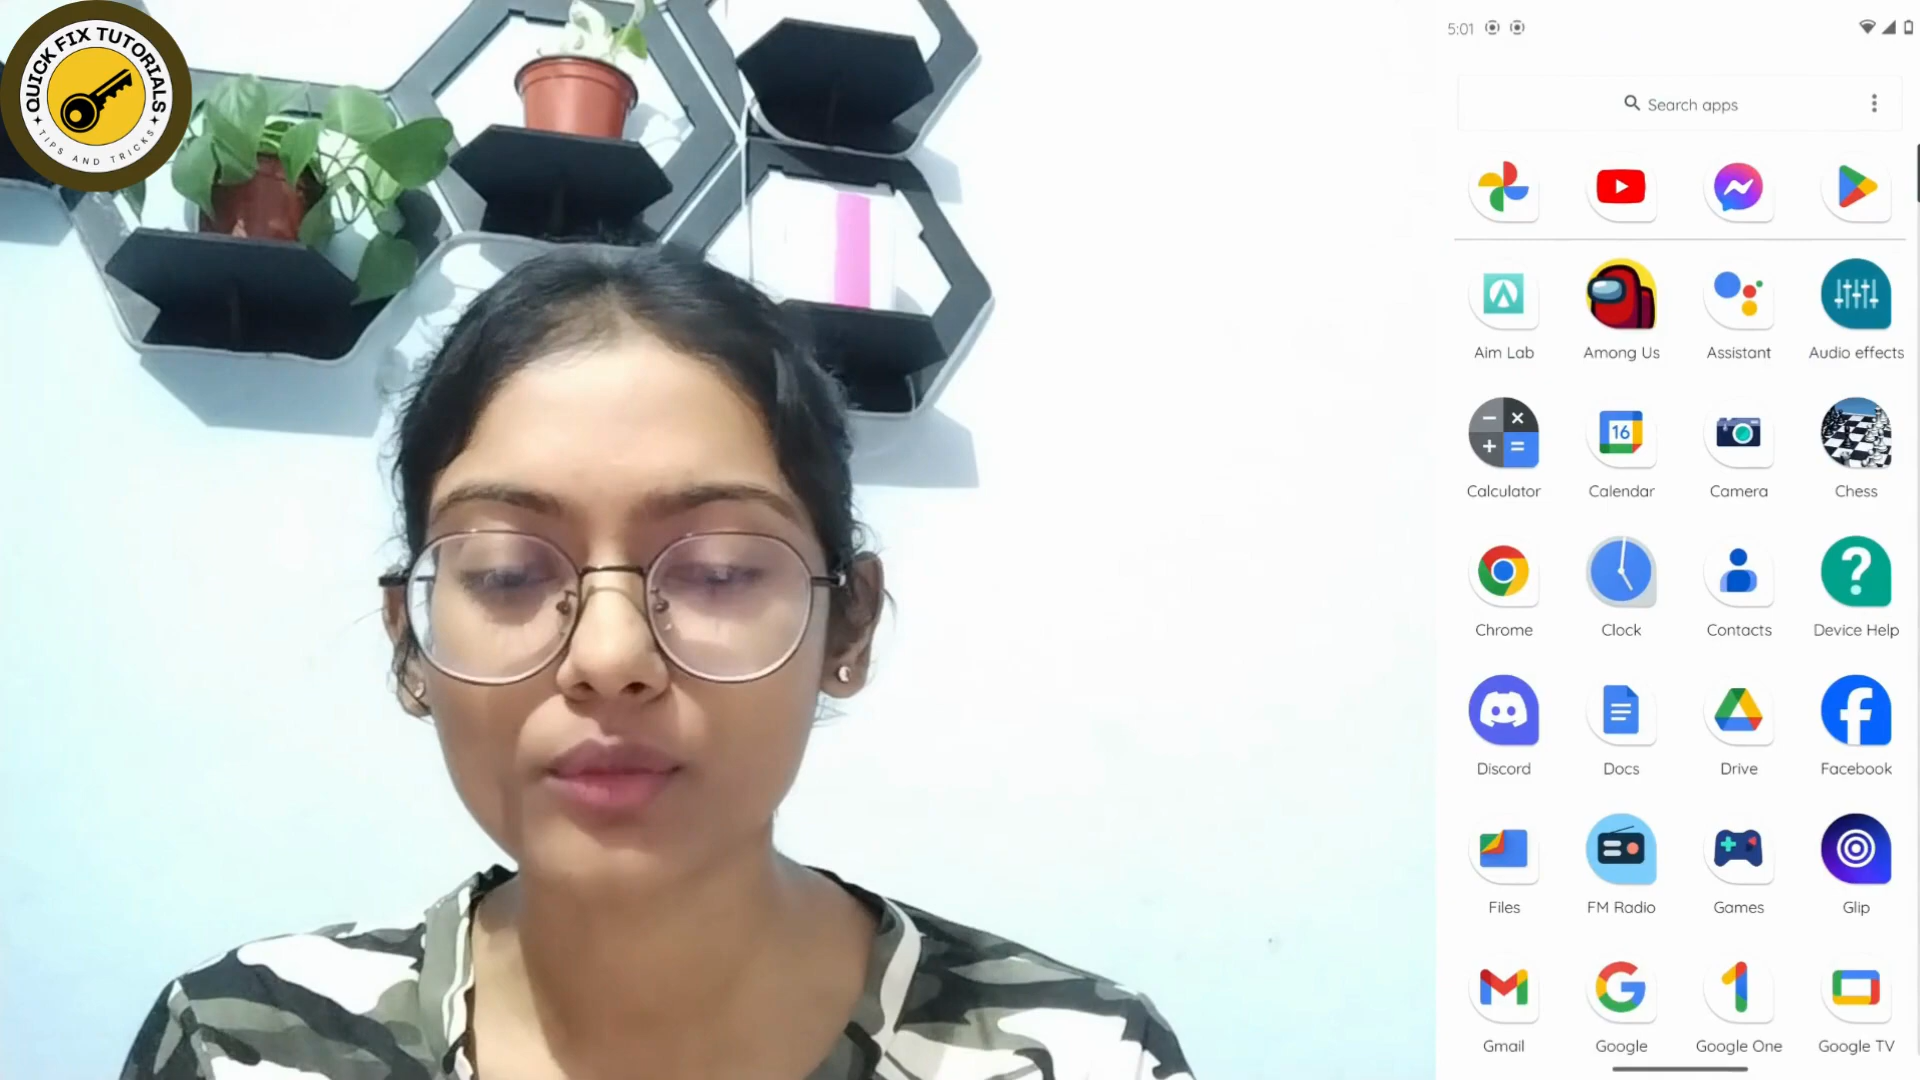 QUICK FIX TUTORIALS
TIPS AND TRICKS
5:01
Search apps
Aim Lab
Among Us
Assistant
Audio effects
16
Calculator
Calendar
Camera
Chess
Chrome
Clock
Contacts
Device Help
Discord
Docs
Drive
Facebook
Files
FM Radio
Games
Glip
Gmail
Google
Google One
Google TV